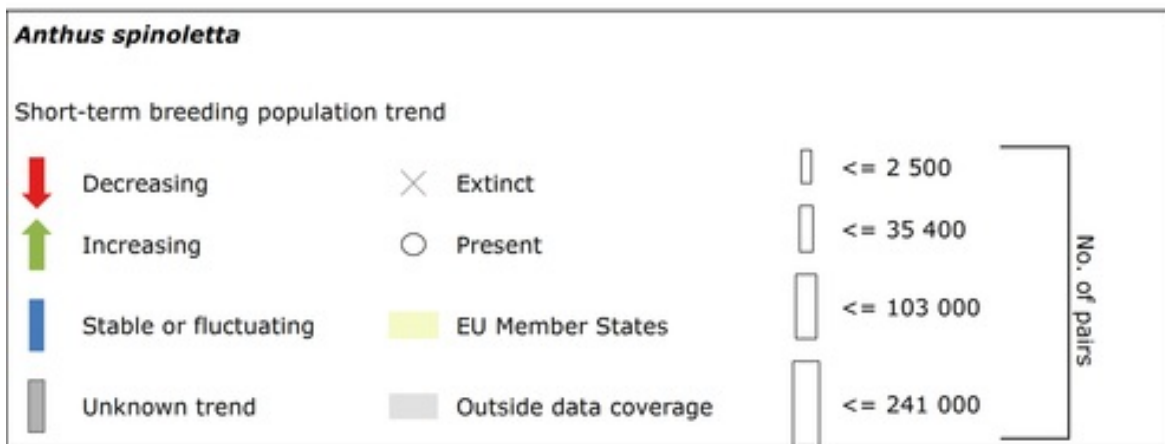 Anthus spinoletta
Short-term breeding population trend
Decreasing
Extinct
<= 2 500
Increasing
Present
<= 35 400
Stable or fluctuating
EU Member States
<= 103 000
Unknown trend
Outside data coverage
<= 241 000
No. of pairs